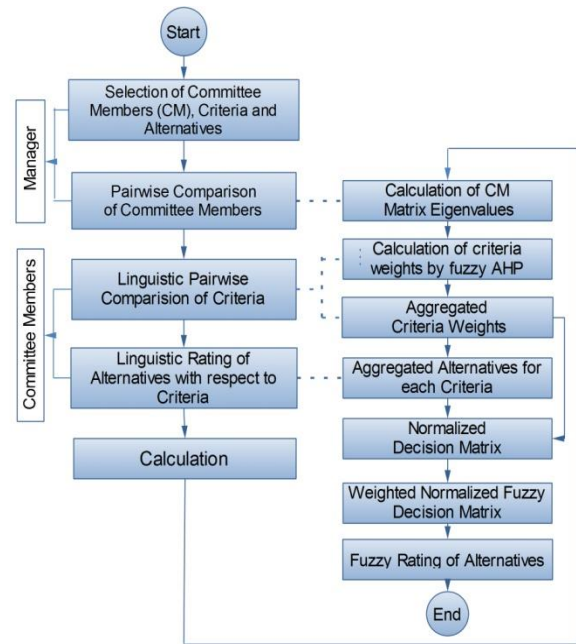 Start
Selection of Committee
Members (CM), Criteria and
Alternatives
Manager
Pairwise Comparison
of Committee Members
Linguistic Pairwise
Comparision of Criteria
Committee Members
Linguistic Rating of
Alternatives with respect to
Criteria
Calculation
Calculation of CM
Matrix Eigenvalues
Calculation of criteria
weights by fuzzy AHP
Aggregated
Criteria Weights
Aggregated Alternatives for
each Criteria
Normalized
Decision Matrix
Weighted Normalized Fuzzy
Decision Matrix
Fuzzy Rating of Alternatives
End